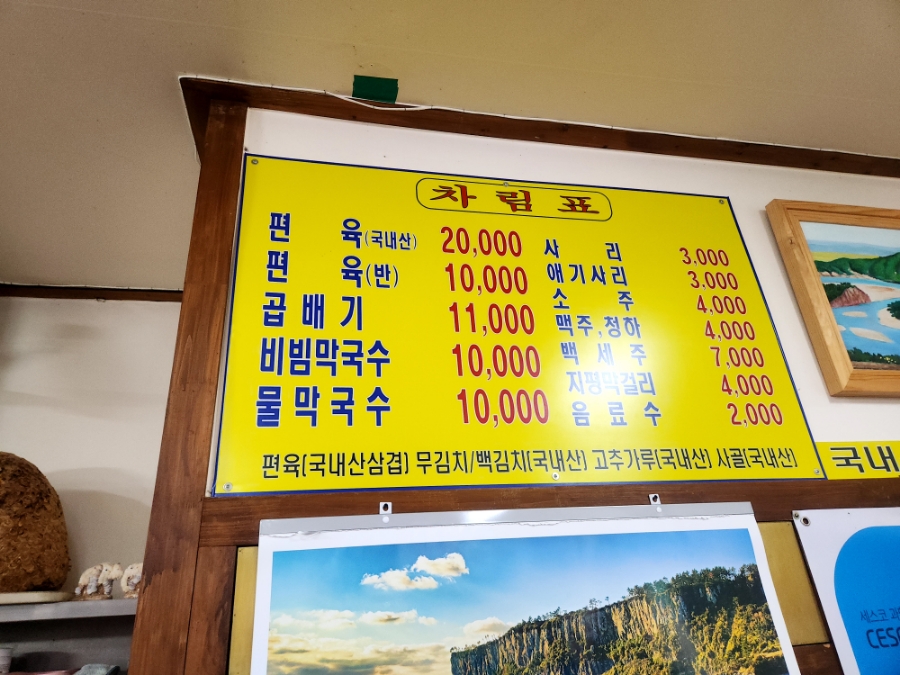 차림표
편육(국내산) 20,000
편육(반) 10,000
곱배기 11,000
비빔막국수 10,000
물막국수 10,000
사리 3,000
애기사리 3,000
소주 4,000
맥주,청하 4,000
백세주 7,000
지평막걸리 4,000
음료수 2,000
편육(국내산삼겹) 무김치/백김치(국내산) 고추가루(국내산) 사골(국내산)
국내
세스코